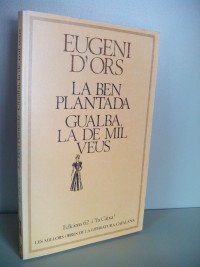 EUGENI
D'ORS
LA BEN
PLANTADA
GUALBA,
LA DE MIL
VEUS
Edicions 62 i "la Caixa"
LES MILLORS OBRES DE LA LITERATURA CATALANA